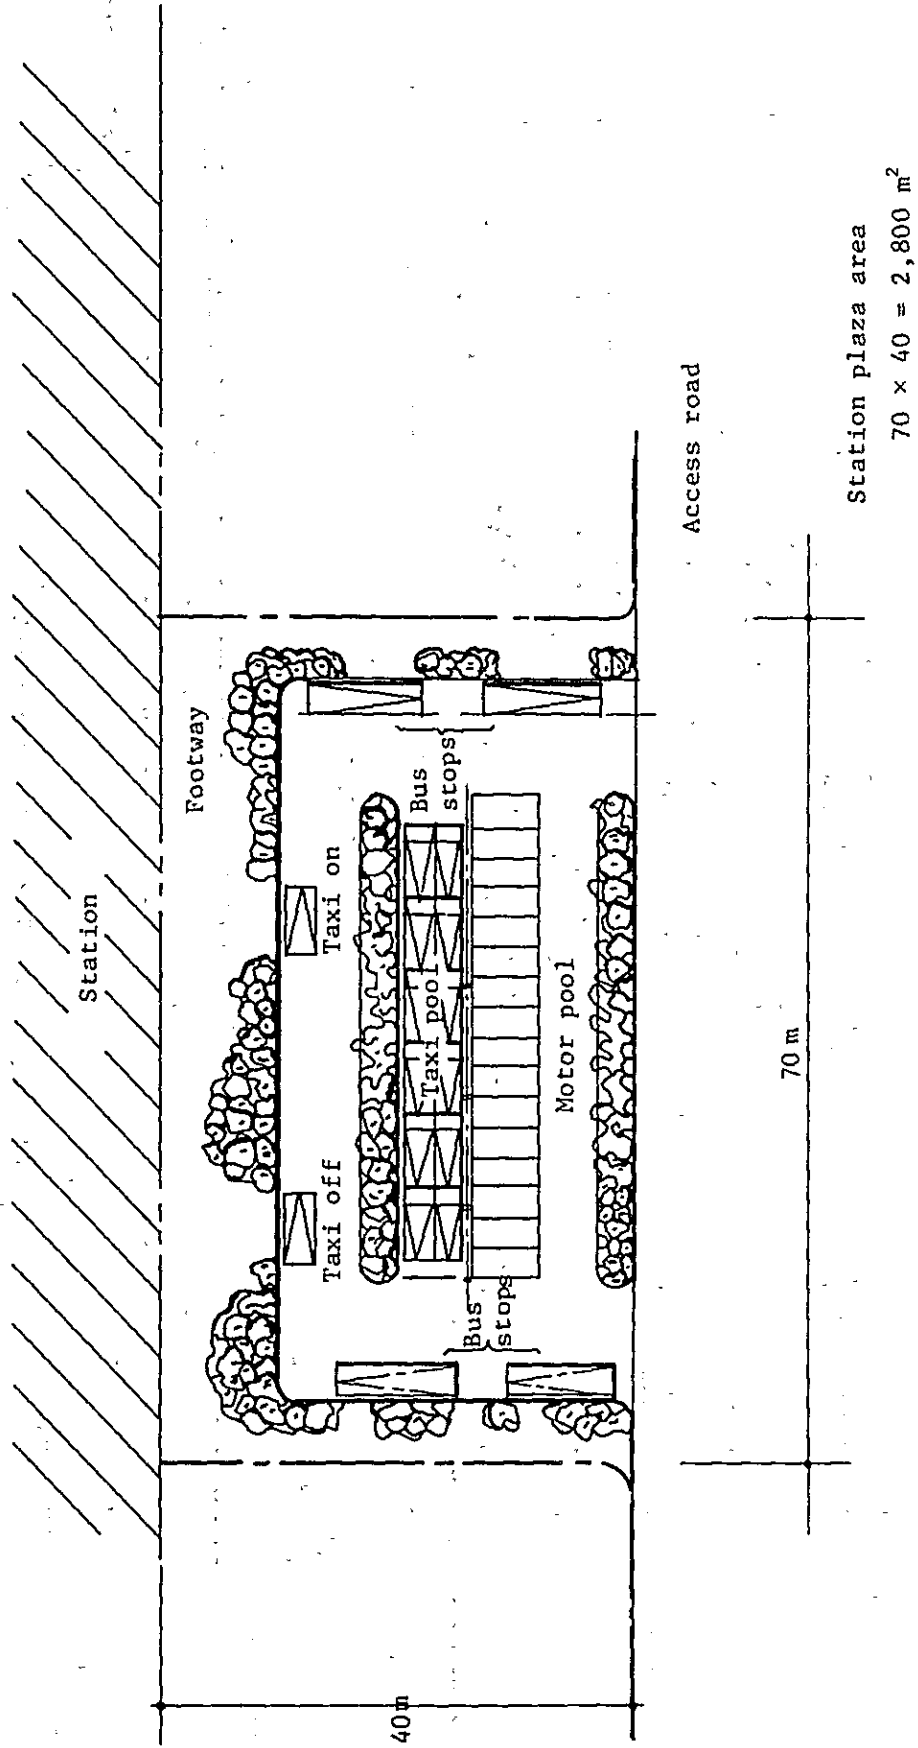 Station
Footway
Taxi off
Taxi on
Bus
stops
Taxi pool
Bus
stops
Motor pool
Access road
40m
70 m
Station plaza area
70 × 40 = 2,800 m²